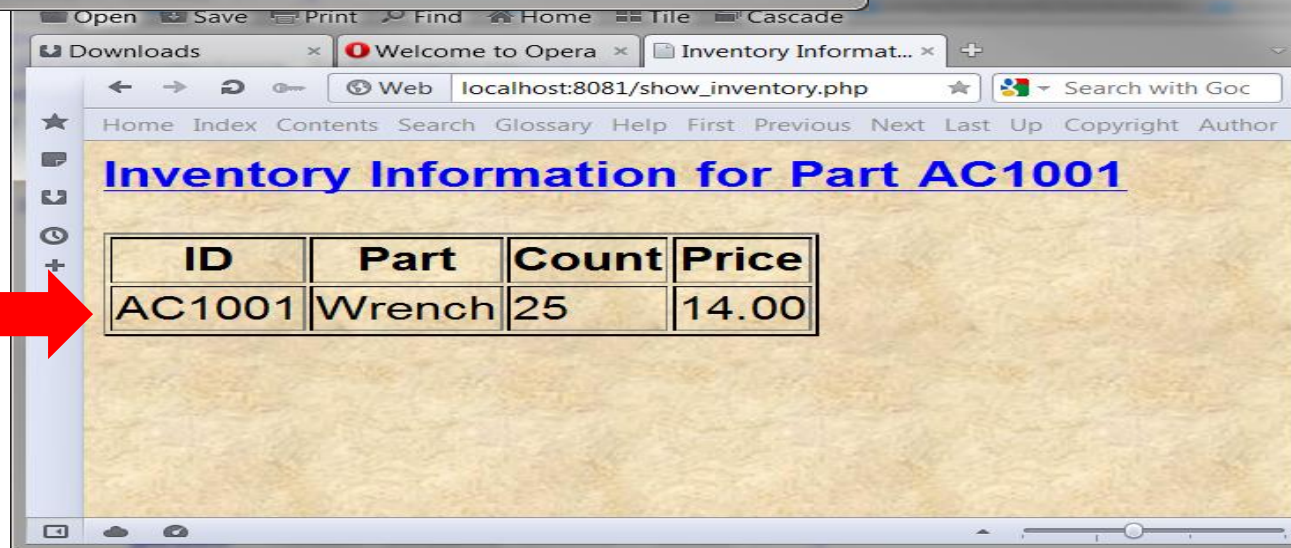 Open Save Print Find Home Tile Cascade
Downloads Welcome to Opera Inventory Informat...
Web localhost:8081/show_inventory.php Search with Goc
Home Index Contents Search Glossary Help First Previous Next Last Up Copyright Author
Inventory Information for Part AC1001
ID Part Count Price
AC1001 Wrench 25 14.00